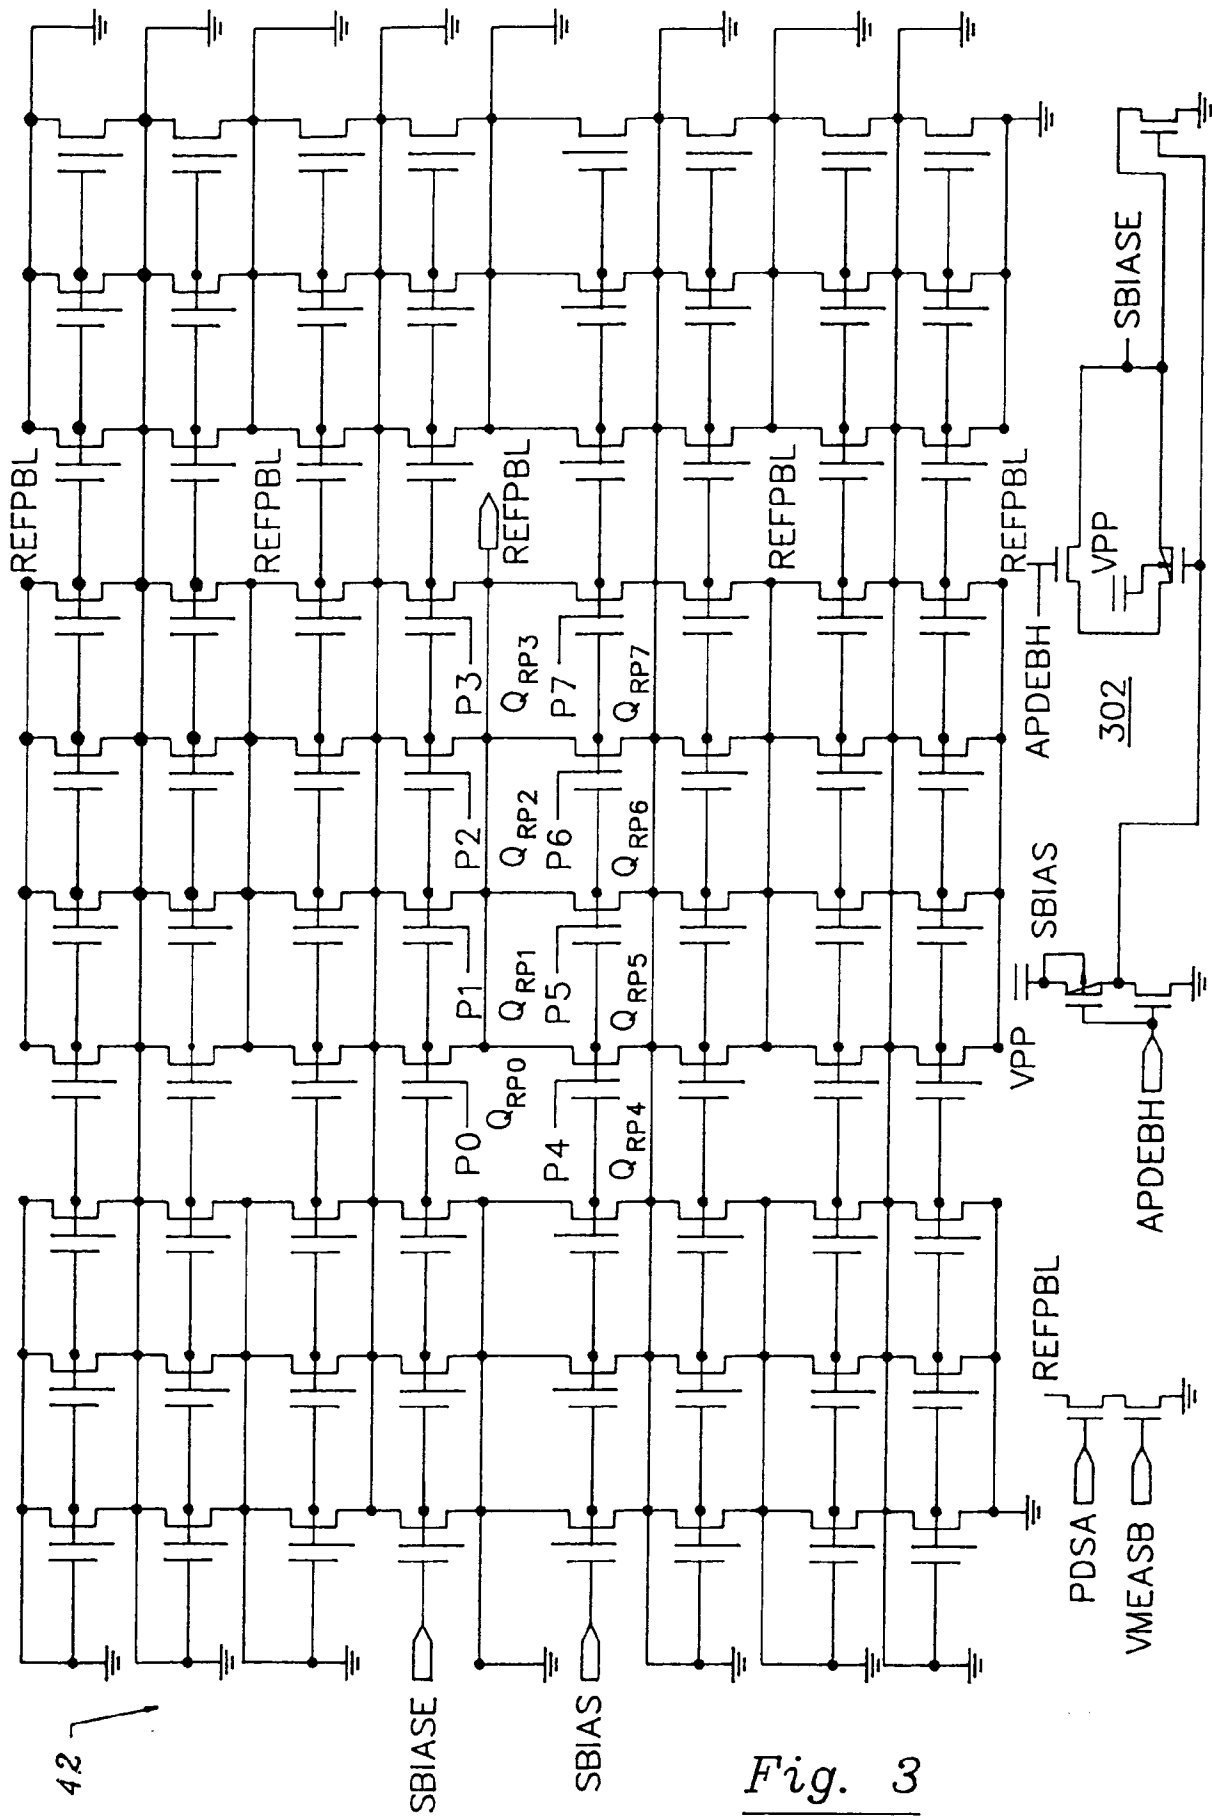 REFPBL
REFPBL
REFPBL
REFPBL
REFPBL
P3
QRP3
P7
QRP7
P2
QRP2
P6
QRP6
P1
QRP1
P5
QRP5
P0
QRP0
P4
QRP4
SBIASE
SBIAS
42
SBIASE
VPP
APDEBH
302
SBIAS
VPP
APDEBH
REFPBL
PDSA
VMEASB
Fig. 3